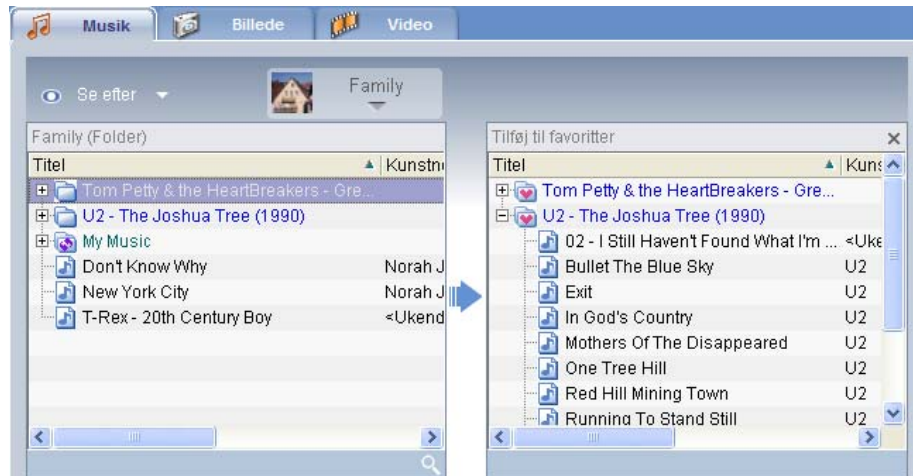 Musik Billede Video
Se efter Family
Family (Folder)
Titel Kunstn
Tom Petty & the HeartBreakers - Gre...
U2 - The Joshua Tree (1990)
My Music
Don't Know Why Norah J
New York City Norah J
T-Rex - 20th Century Boy <Ukend
Tilføj til favoritter
Titel Kuns
Tom Petty & the HeartBreakers - Gre...
U2 - The Joshua Tree (1990)
02 - I Still Haven't Found What I'm ... <Uke
Bullet The Blue Sky U2
Exit U2
In God's Country U2
Mothers Of The Disappeared U2
One Tree Hill U2
Red Hill Mining Town U2
Running To Stand Still U2